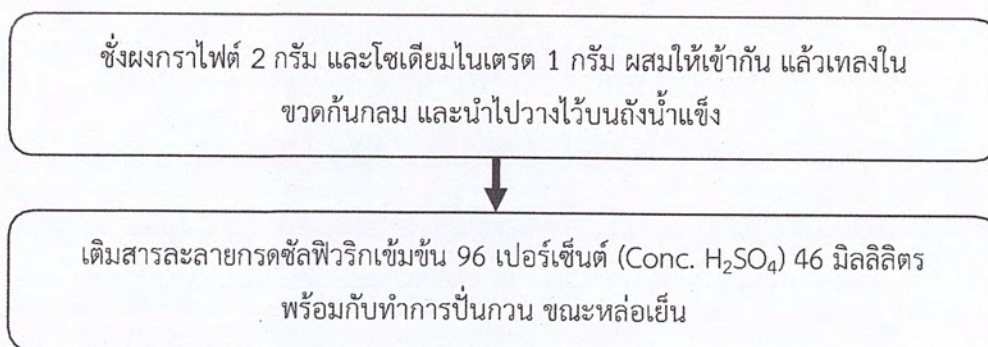 ชั่งผงกราไฟต์ 2 กรัม และโซเดียมไนเตรต 1 กรัม ผสมให้เข้ากัน แล้วเทลงใน
ขวดก้นกลม และนำไปวางไว้บนถังน้ำแข็ง
เติมสารละลายกรดซัลฟิวริกเข้มข้น 96 เปอร์เซ็นต์ (Conc. H₂SO₄) 46 มิลลิลิตร
พร้อมกับทำการปั่นกวน ขณะหล่อเย็น